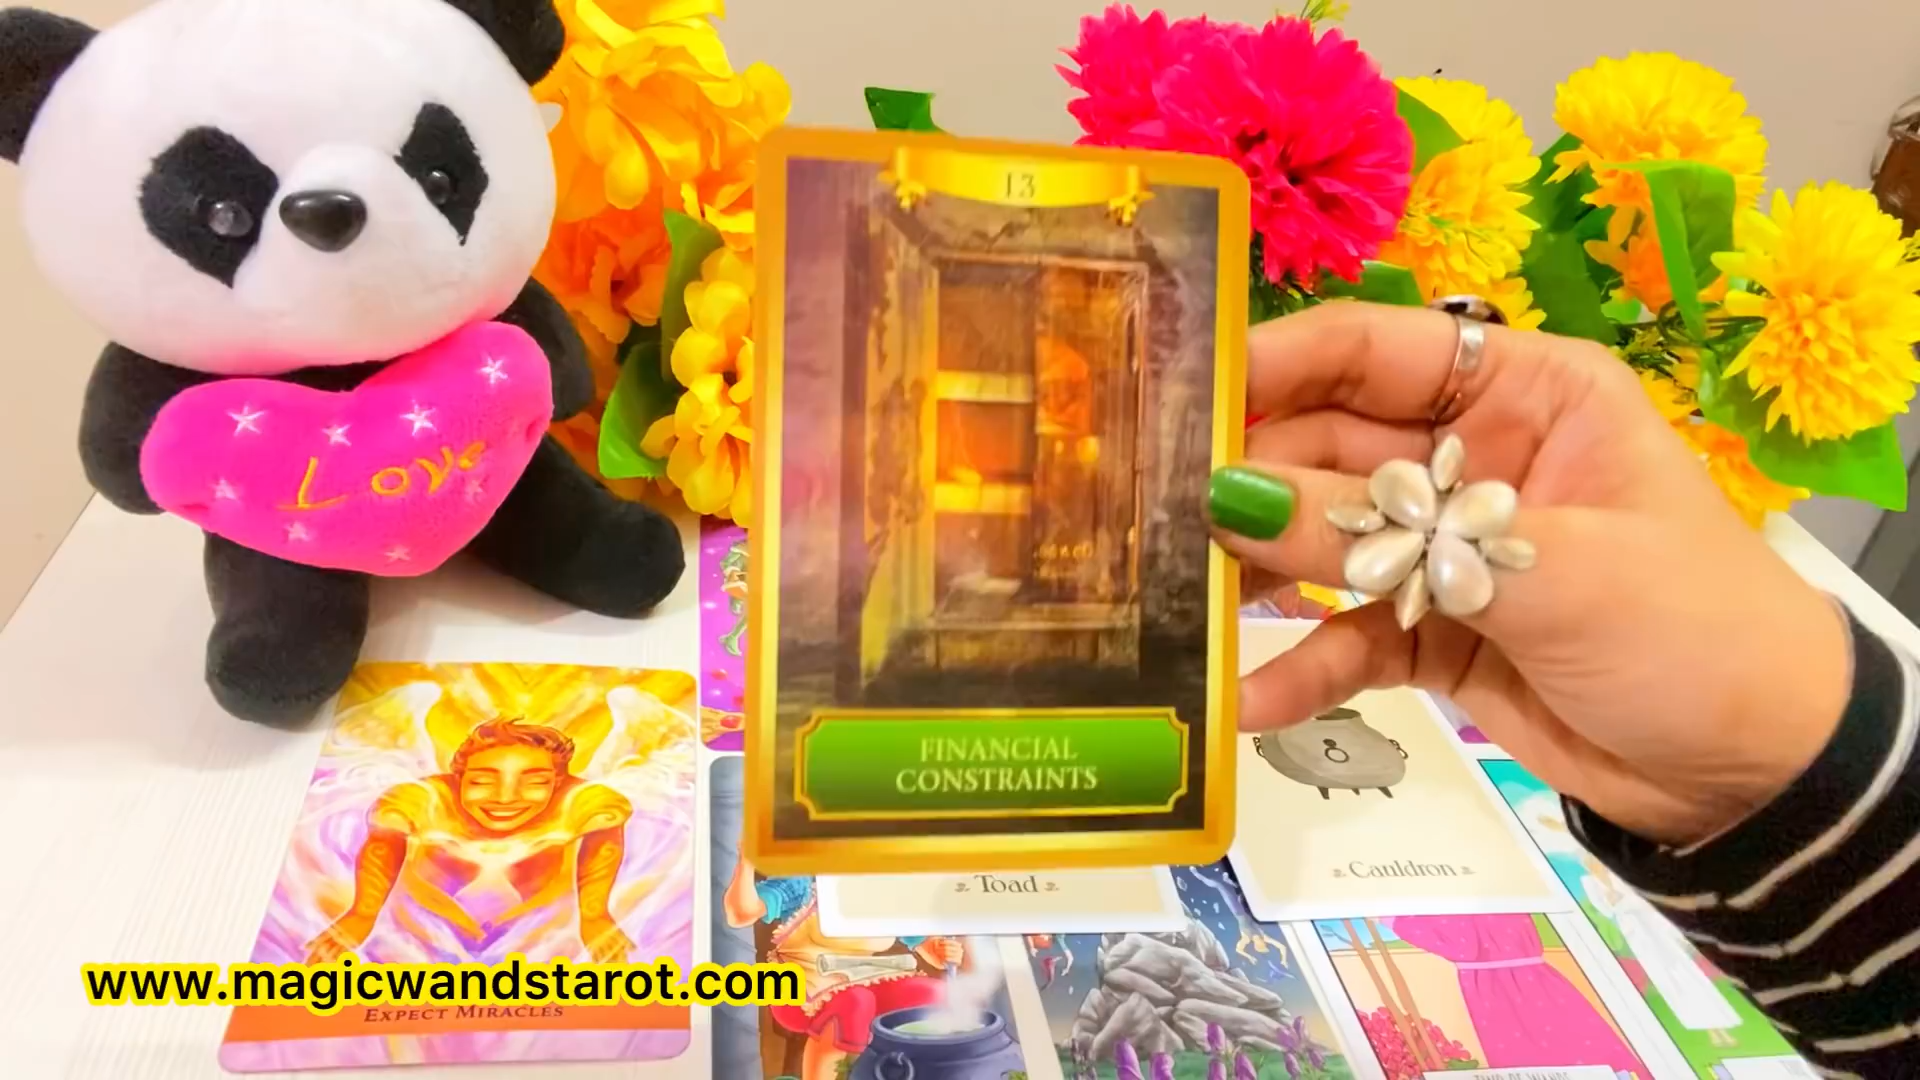 13
Love
FINANCIAL
CONSTRAINTS
Toad
Cauldron
www.magicwandstarot.com
EXPECT MIRACLES